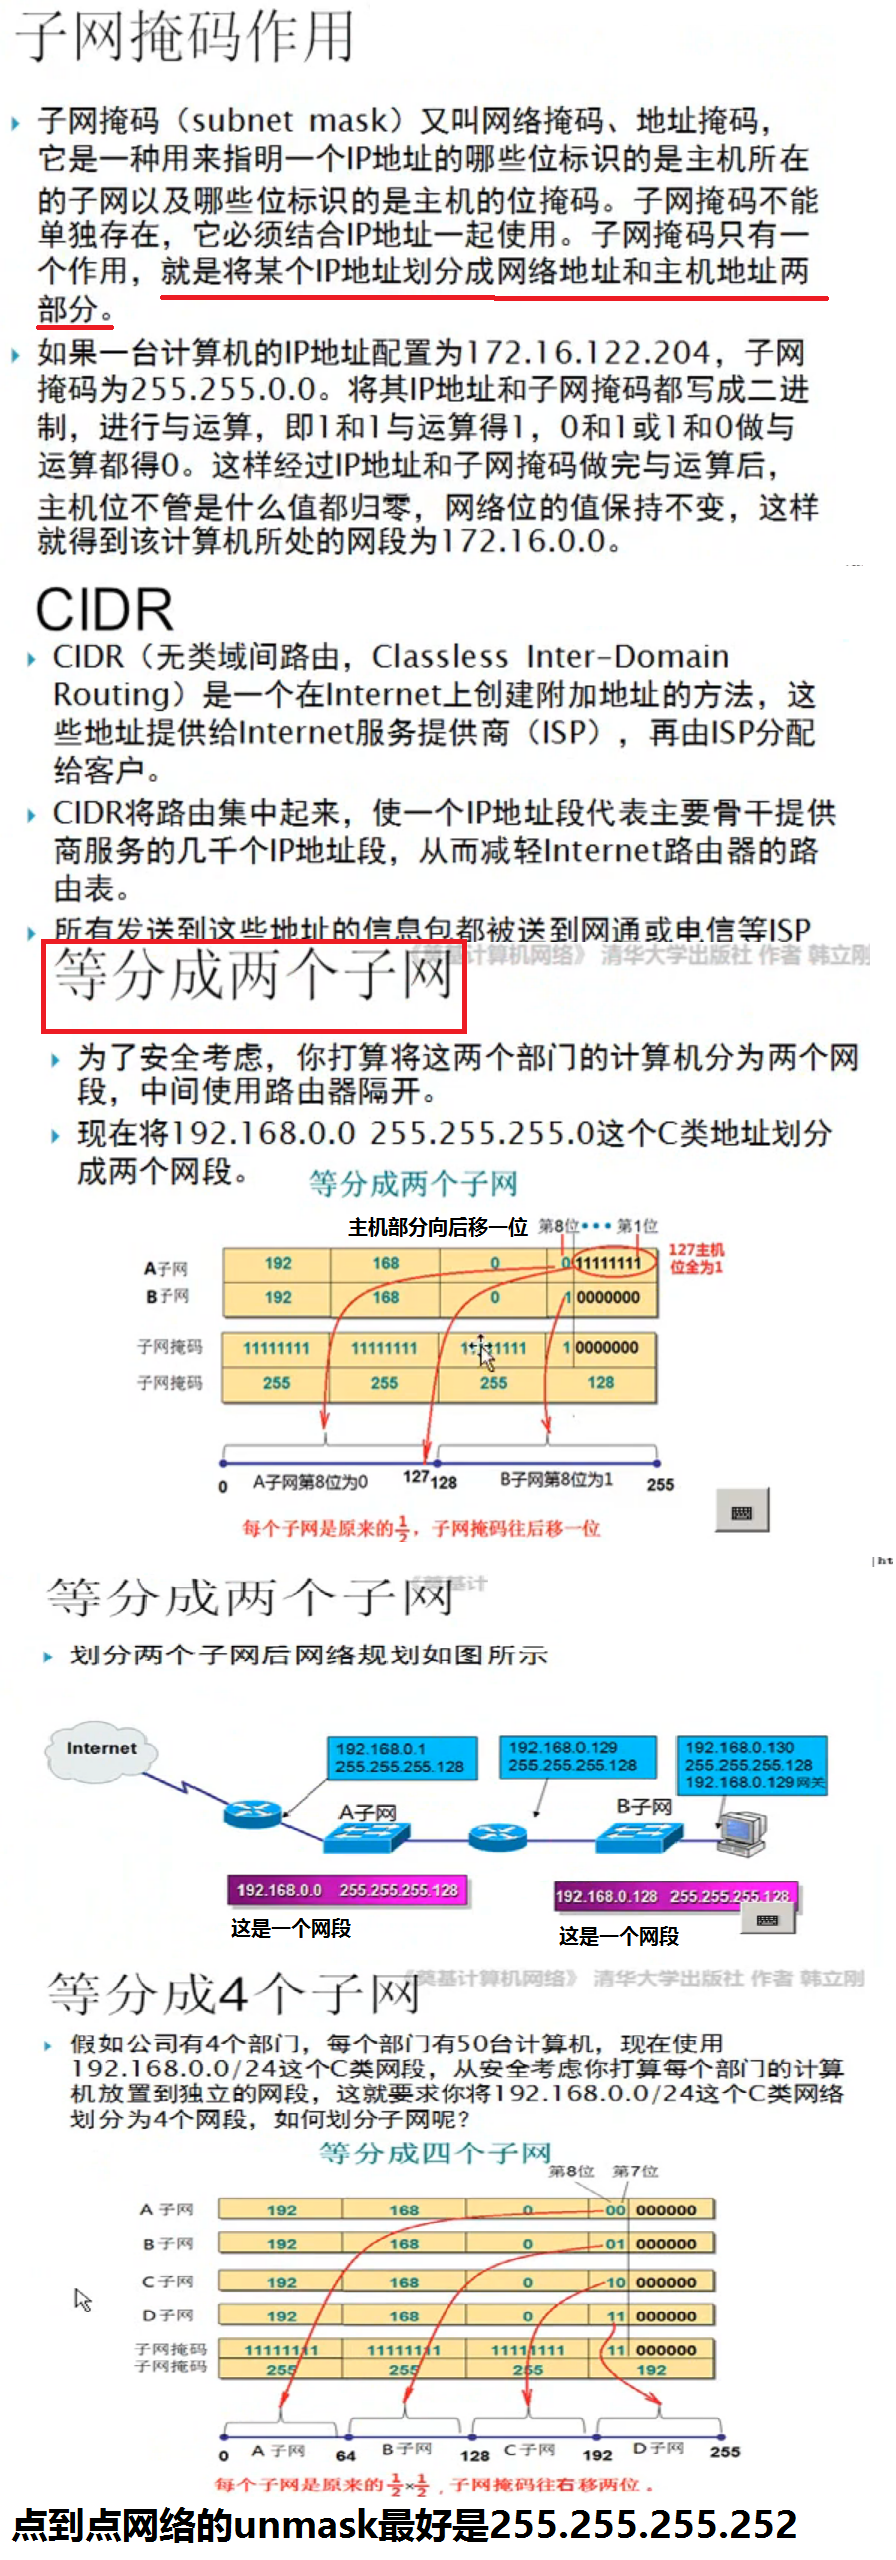 子网掩码作用
子网掩码（subnet mask）又叫网络掩码、地址掩码，
它是一种用来指明一个IP地址的哪些位标识的是主机所在
的子网以及哪些位标识的是主机的位掩码。子网掩码不能
单独存在，它必须结合IP地址一起使用。子网掩码只有一
个作用，就是将某个IP地址划分成网络地址和主机地址两
部分。
如果一台计算机的IP地址配置为172.16.122.204，子网
掩码为255.255.0.0。将其IP地址和子网掩码都写成二进
制，进行与运算，即1和1与运算得1，0和1或1和0做与
运算都得0。这样经过IP地址和子网掩码做完与运算后，
主机位不管是什么值都归零，网络位的值保持不变，这样
就得到该计算机所处的网段为172.16.0.0。
CIDR
CIDR（无类域间路由，Classless Inter-Domain
Routing）是一个在Internet上创建附加地址的方法，这
些地址提供给Internet服务提供商（ISP），再由ISP分配
给客户。
CIDR将路由集中起来，使一个IP地址段代表主要骨干提供
商服务的几千个IP地址段，从而减轻Internet路由器的路
由表。
所有发送到这些地址的信息包都被送到网通或电信等ISP
计算机网络》 清华大学出版社 作者 韩立刚
等分成两个子网
为了安全考虑，你打算将这两个部门的计算机分为两个网
段，中间使用路由器隔开。
现在将192.168.0.0 255.255.255.0这个C类地址划分
成两个网段。
等分成两个子网
主机部分向后移一位 第8位 ••• 第1位
A子网 192 168 0 0 11111111 127主机
位全为1
B子网 192 168 0 1 0000000
子网掩码 11111111 11111111 11111111 1 0000000
子网掩码 255 255 255 128
0 A子网第8位为0 127 128 B子网第8位为1 255
每个子网是原来的1/2，子网掩码往后移一位
等分成两个子网
划分两个子网后网络规划如图所示
Internet
192.168.0.1
255.255.255.128
192.168.0.129
255.255.255.128
192.168.0.130
255.255.255.128
192.168.0.129网关
A子网
B子网
192.168.0.0 255.255.255.128
192.168.0.128 255.255.255.128
这是一个网段
这是一个网段
等分成4个子网
奠基计算机网络》 清华大学出版社 作者 韩立刚
假如公司有4个部门，每个部门有50台计算机，现在使用
192.168.0.0/24这个C类网段，从安全考虑你打算每个部门的计算
机放置到独立的网段，这就要求你将192.168.0.0/24这个C类网络
划分为4个网段，如何划分子网呢？
等分成四个子网
第8位 第7位
A 子网 192 168 0 00 000000
B 子网 192 168 0 01 000000
C 子网 192 168 0 10 000000
D 子网 192 168 0 11 000000
子网掩码 11111111 11111111 11111111 11 000000
子网掩码 255 255 255 192
0 A 子网 64 B 子网 128 C 子网 192 D 子网 255
每个子网是原来的1/2×1/2，子网掩码往右移两位。
点到点网络的unmask最好是255.255.255.252